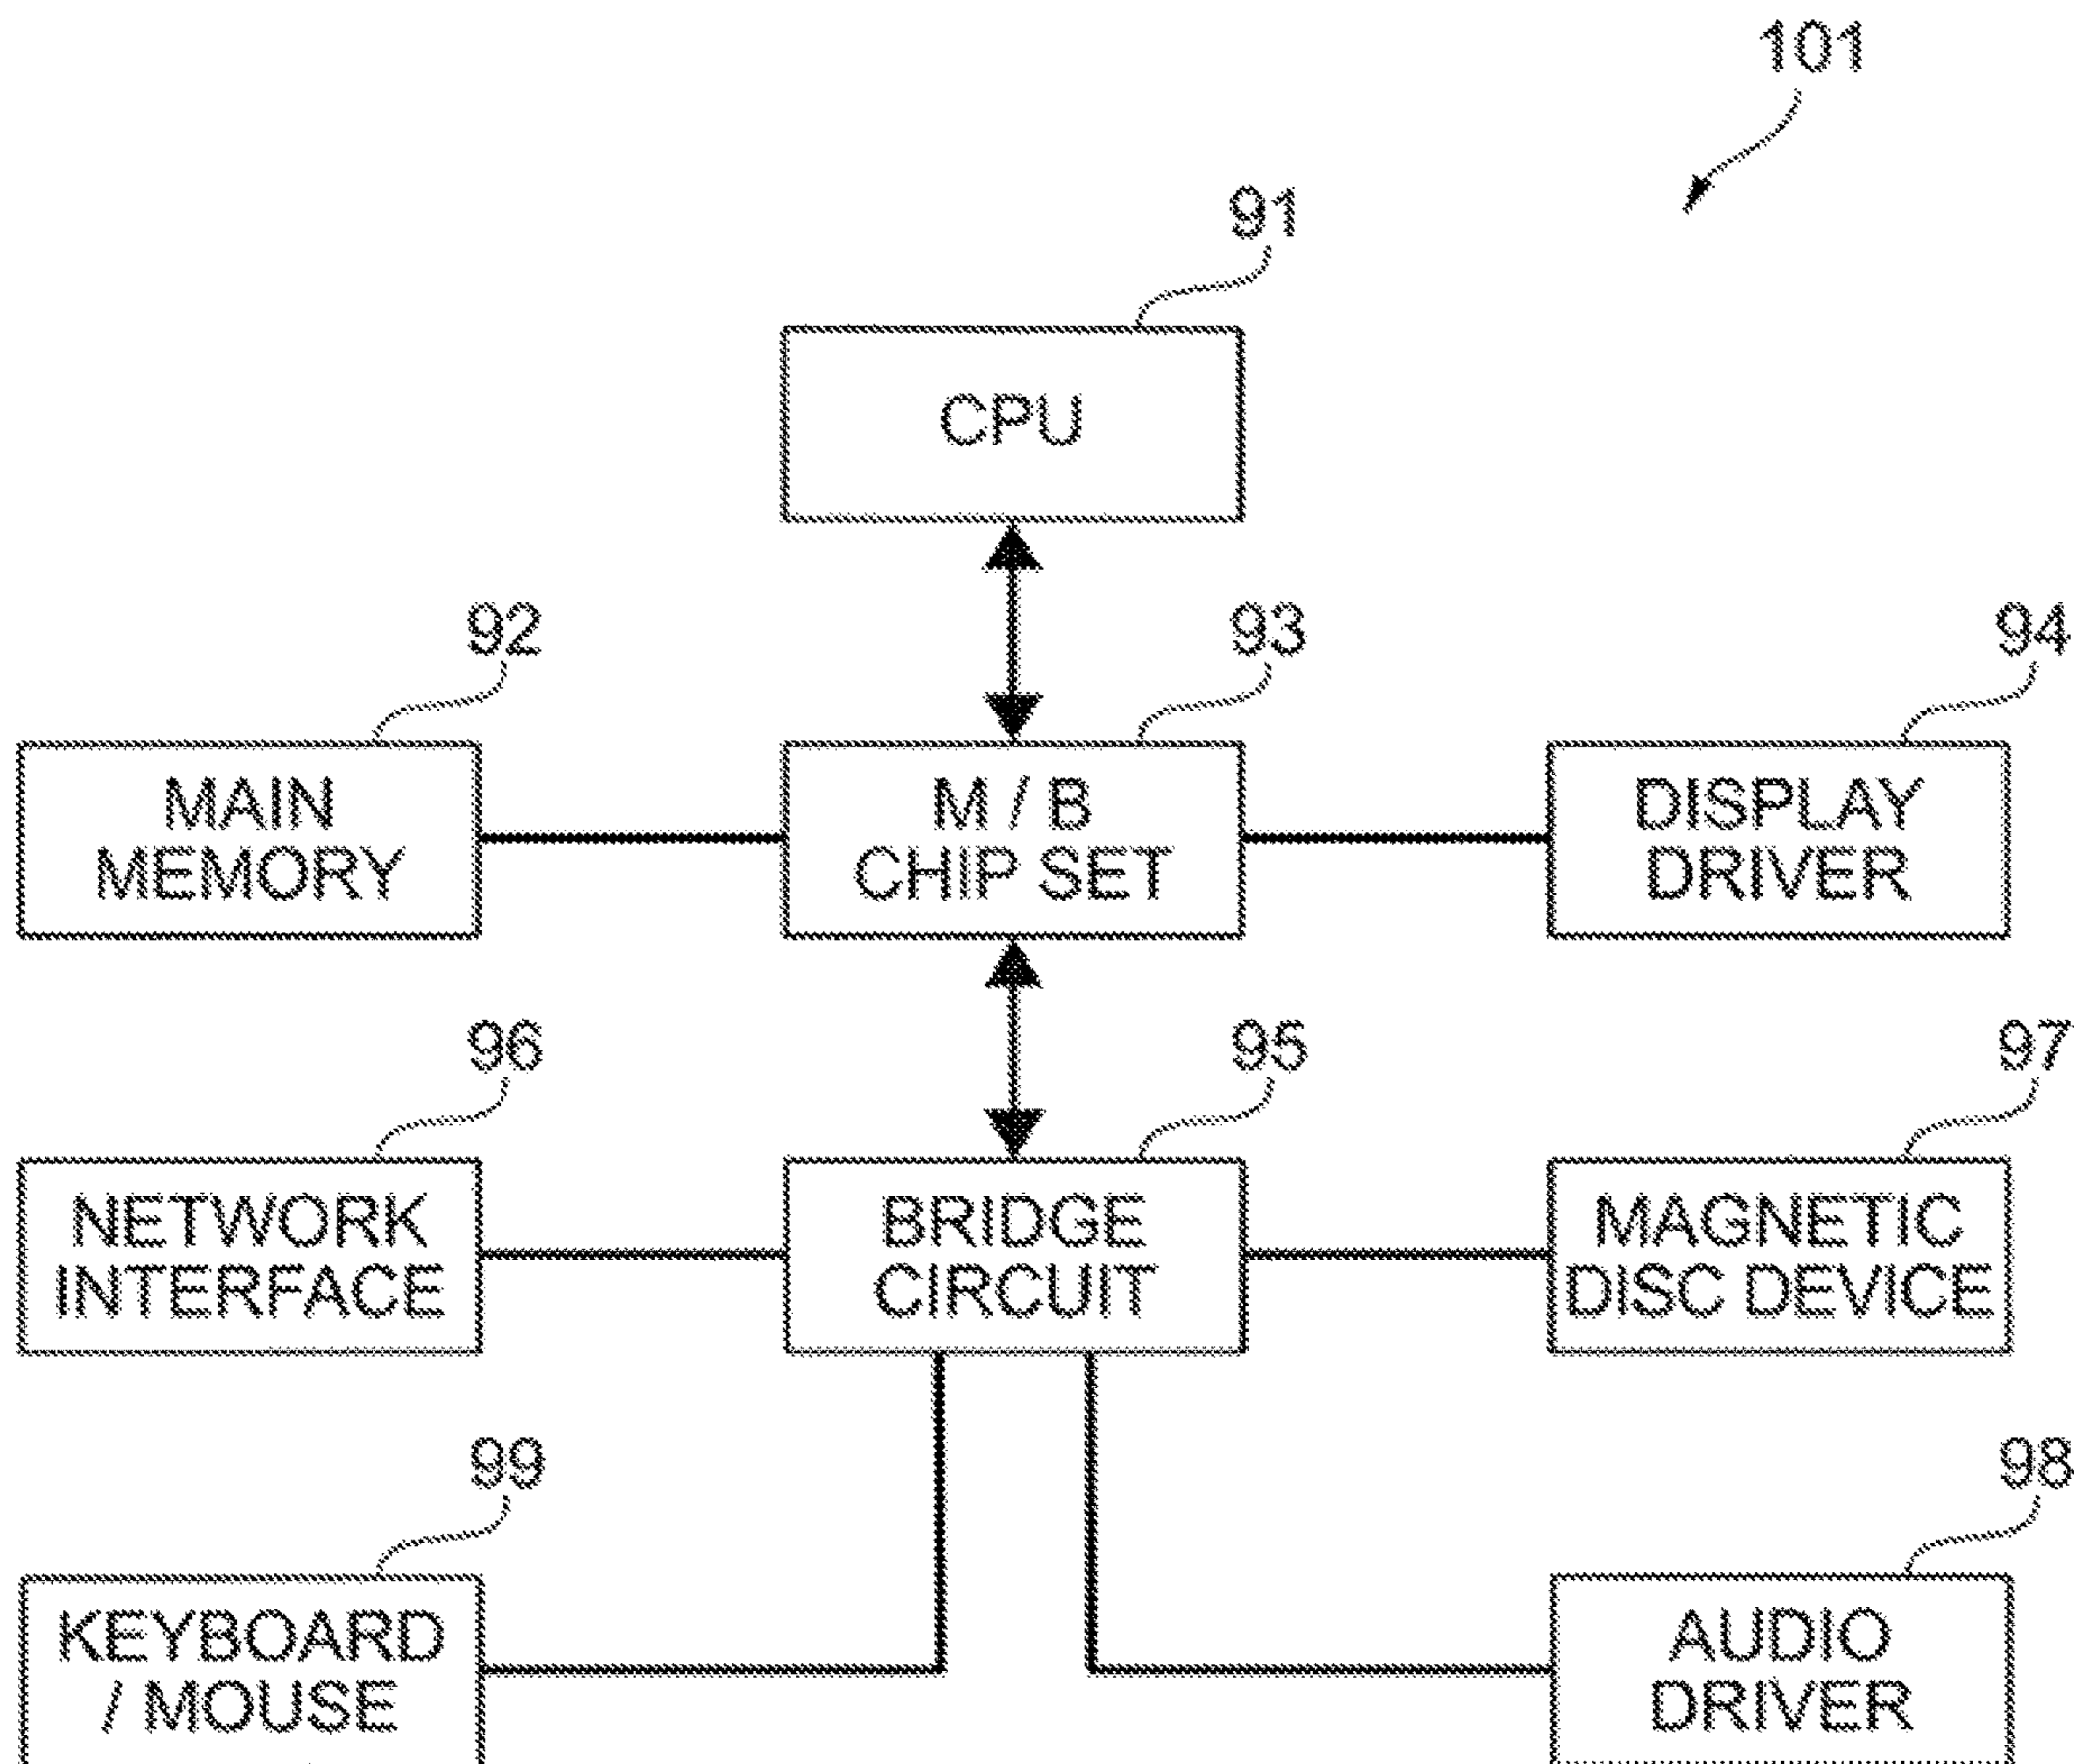 101
91
CPU
92
93
94
MAIN
MEMORY
M / B
CHIP SET
DISPLAY
DRIVER
96
95
97
NETWORK
INTERFACE
BRIDGE
CIRCUIT
MAGNETIC
DISC DEVICE
99
98
KEYBOARD
/ MOUSE
AUDIO
DRIVER